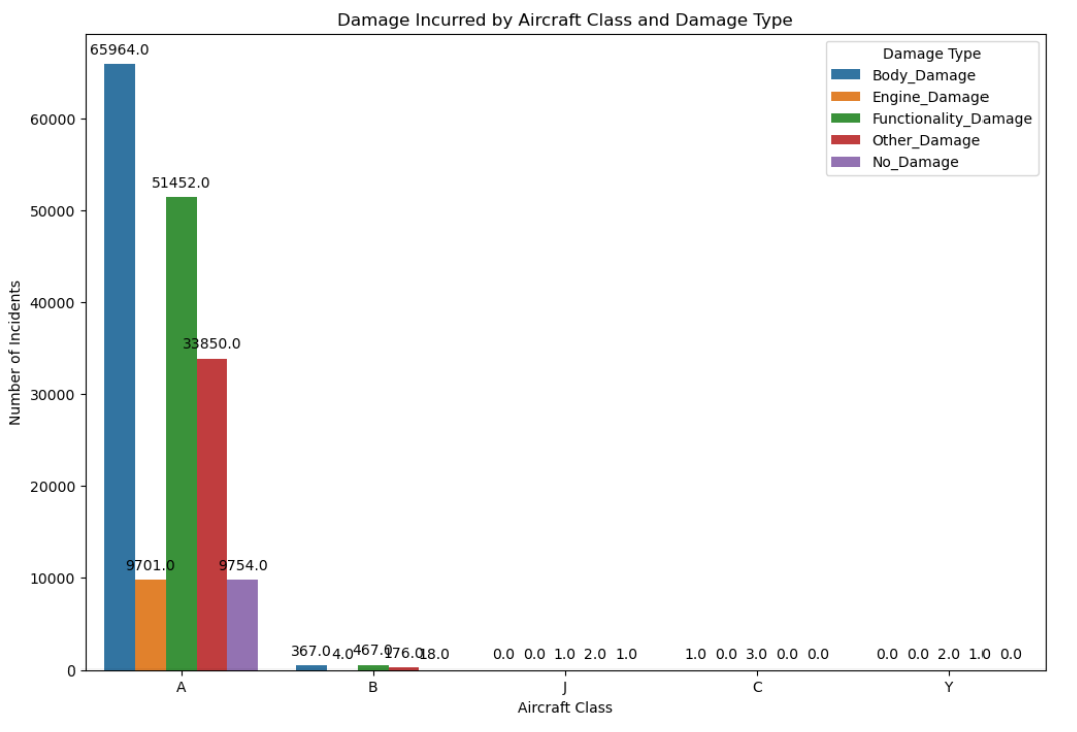 Damage Incurred by Aircraft Class and Damage Type
65964.0
Damage Type
Body_Damage
Engine_Damage
Functionality_Damage
Other_Damage
No_Damage
60000
51452.0
50000
Number of Incidents
40000
33850.0
30000
20000
9701.0
9754.0
10000
367.0 4.0 467.0 176.0 18.0 0.0 0.0 1.0 2.0 1.0 1.0 0.0 3.0 0.0 0.0 0.0 0.0 2.0 1.0 0.0
0
A B J C Y
Aircraft Class